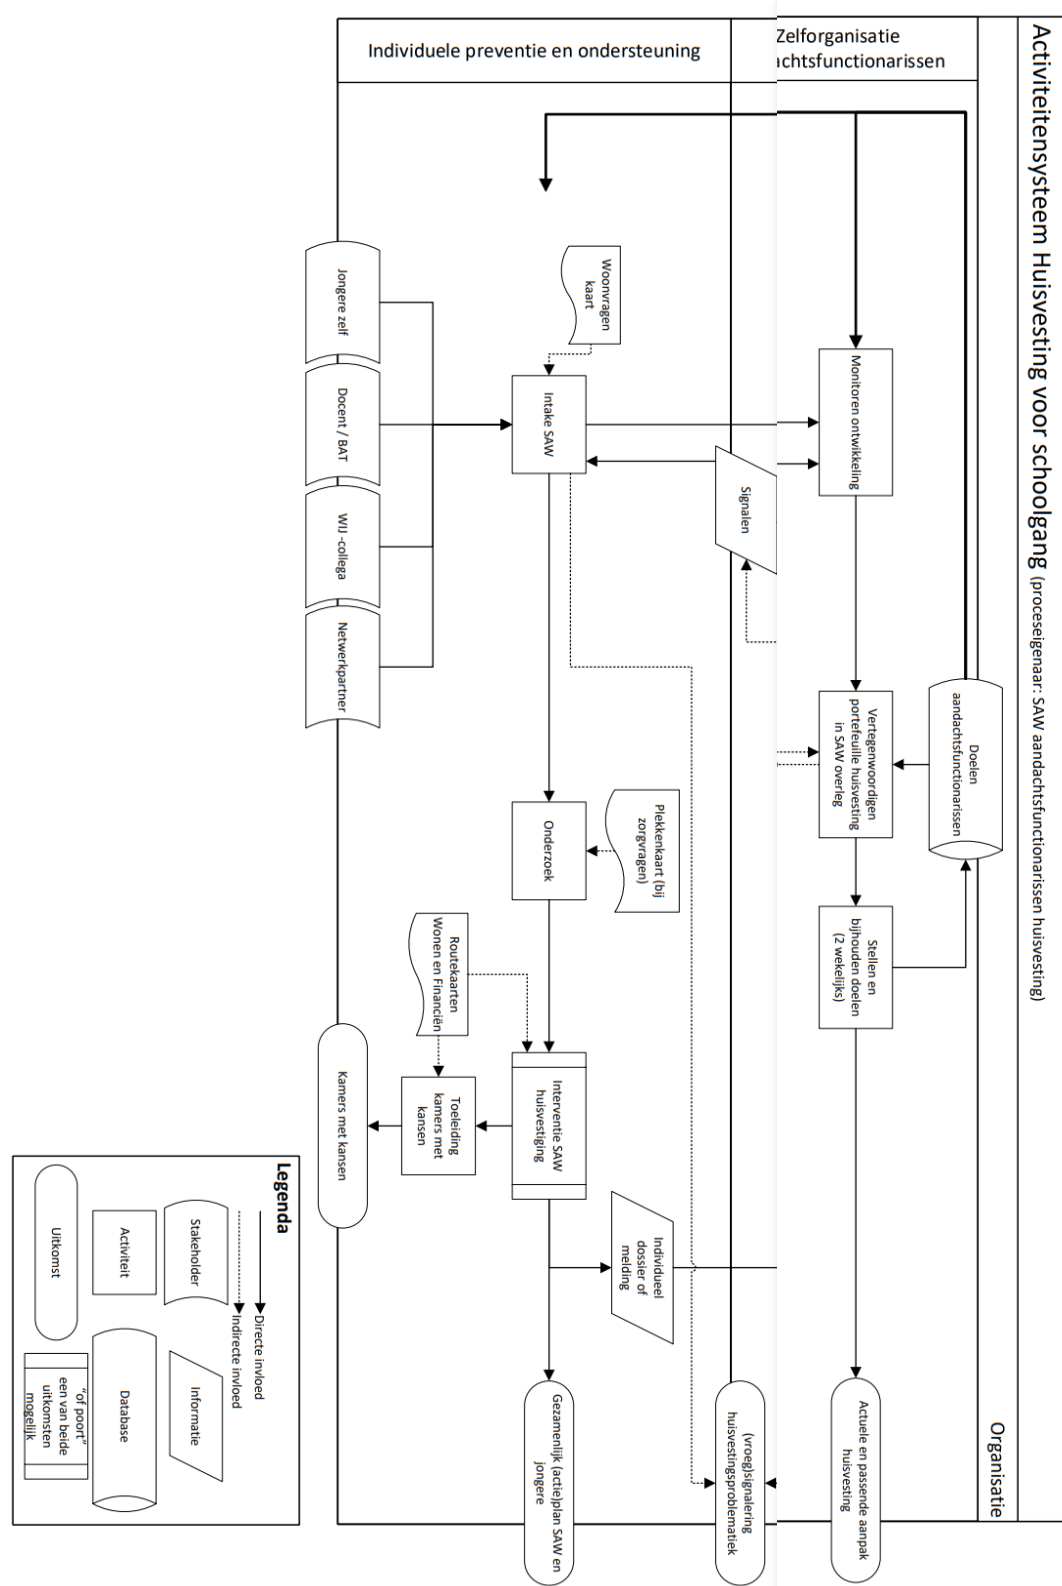 Activiteitensysteem Huisvesting voor schoolgang (proceseigenaar: SAW aandachtsfunctionarissen huisvesting)
Organisatie
Zelforganisatie
achtsfunctionarissen
Individuele preventie en ondersteuning
Doelen
aandachtsfunctionarissen
Monitoren ontwikkeling
Vertegenwoordigen
portefeuille huisvesting
in SAW overleg
Stellen en
bijhouden doelen
(2 wekelijks)
Actuele en passende aanpak
huisvesting
Signalen
(vroeg)signalering
huisvestingsproblematiek
Woonvragen
kaart
Plekkenkaart (bij
zorgvragen)
Individueel
dossier of
melding
Intake SAW
Onderzoek
Interventie SAW
huisvestiging
Gezamenlijk (actie)plan SAW en
jongere
Routekaarten
Wonen en Financiën
Toeleiding
kamers met
kansen
Jongere zelf
Docent / BAT
WIJ -collega
Netwerkpartner
Kamers met kansen
Legenda
Directe invloed
Indirecte invloed
Stakeholder
Informatie
Activiteit
Database
Uitkomst
“of poort”
een van beide
uitkomsten
mogelijk